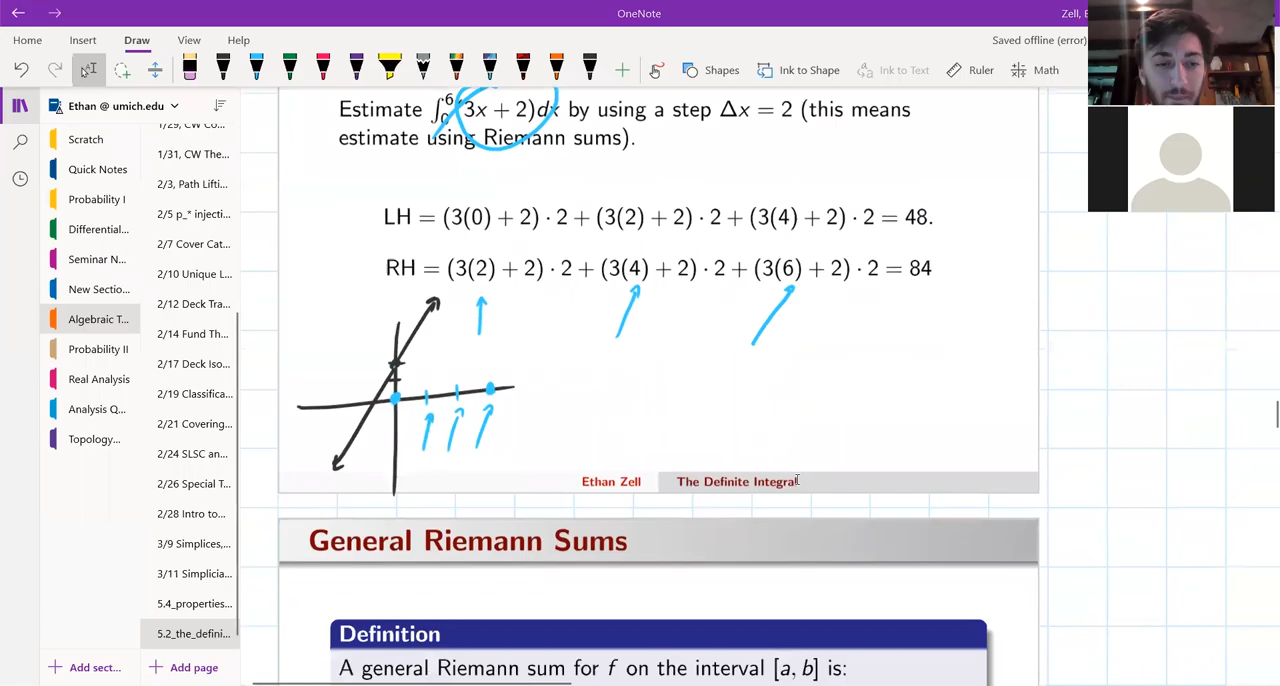 OneNote
Zell,
Home Insert Draw View Help
Saved offline (error)
Shapes Ink to Shape Ink to Text Ruler Math
Ethan @ umich.edu
Scratch
Quick Notes
Probability I
Differential...
Seminar N...
New Sectio...
Algebraic T...
Probability II
Real Analysis
Analysis Q...
Topology...
Add sect...
1/29, CW Co...
1/31, CW The...
2/3, Path Lifti...
2/5 p_* injecti...
2/7 Cover Cat...
2/10 Unique L...
2/12 Deck Tra...
2/14 Fund Th...
2/17 Deck Iso...
2/19 Classifica...
2/21 Covering...
2/24 SLSC an...
2/26 Special T...
2/28 Intro to...
3/9 Simplices,...
3/11 Simplicia...
5.4_properties...
5.2_the_defini...
Add page
Estimate ∫₀⁶(3x + 2)dx by using a step Δx = 2 (this means
estimate using Riemann sums).
LH = (3(0) + 2) · 2 + (3(2) + 2) · 2 + (3(4) + 2) · 2 = 48.
RH = (3(2) + 2) · 2 + (3(4) + 2) · 2 + (3(6) + 2) · 2 = 84
Ethan Zell The Definite Integral
General Riemann Sums
Definition
A general Riemann sum for f on the interval [a, b] is: